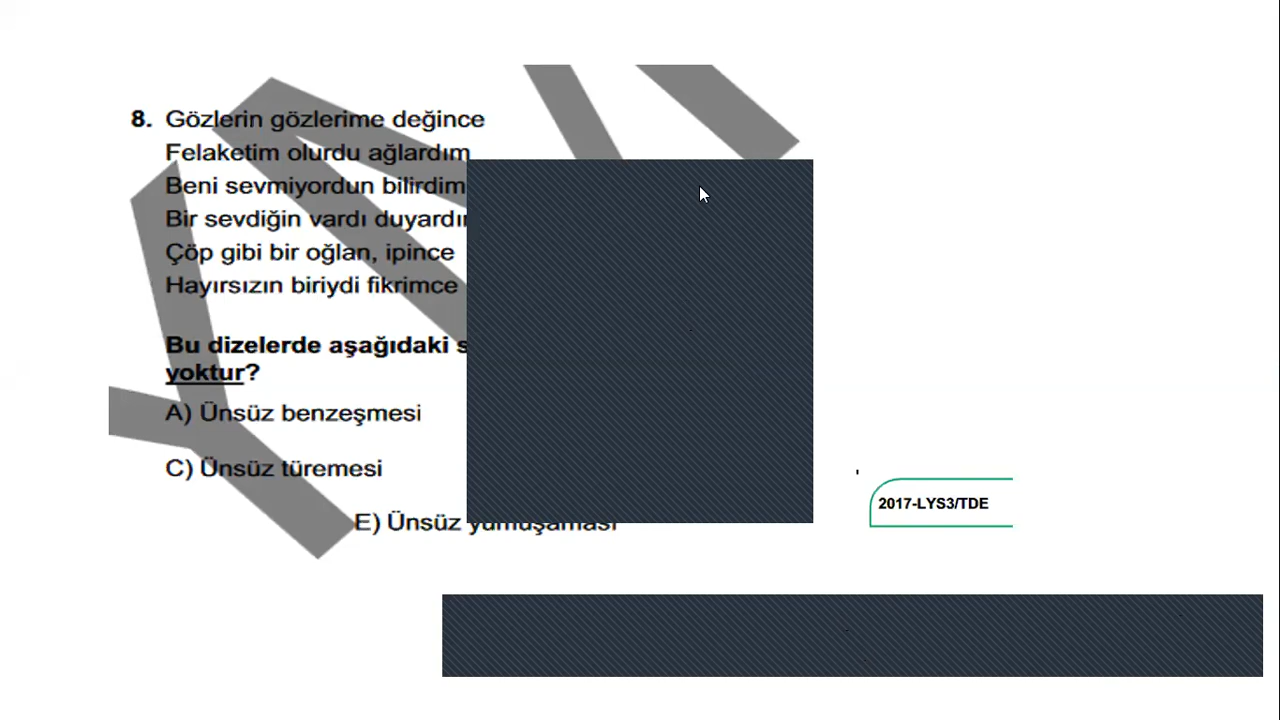 8. Gözlerin gözlerime değince
Felaketim olurdu ağlardım
Beni sevmiyordun bilirdim
Bir sevdiğin vardı
Çöp gibi bir oğlan, ipince
Hayırsızın biriydi fikrimce
Bu dizelerde aşağıdaki
yoktur?
A) Ünsüz benzeşmesi
C) Ünsüz türemesi
E) Ünsüz yumuşaması
2017-LYS3/TDE